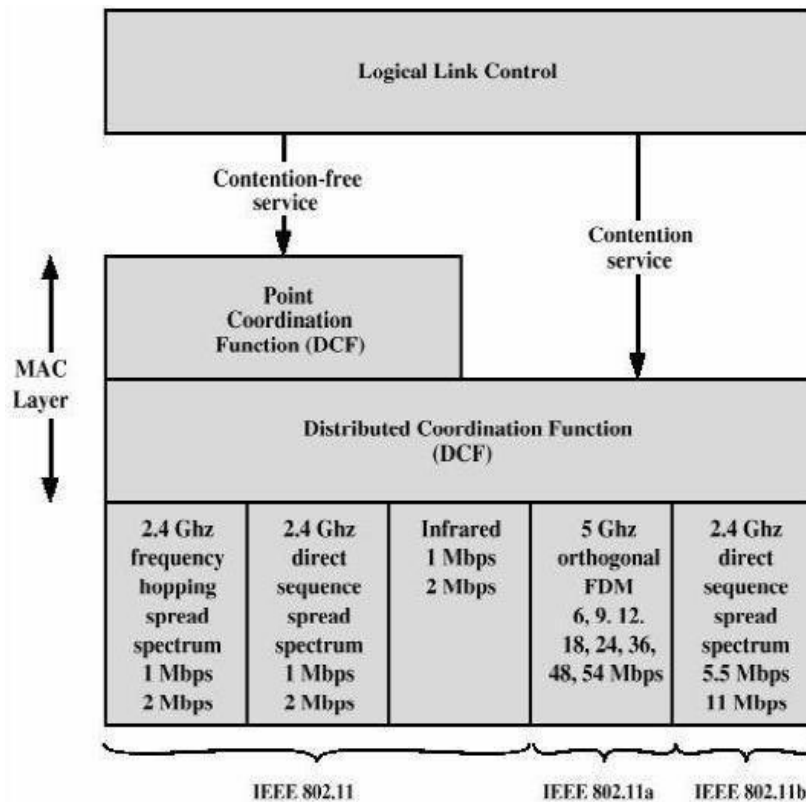 Logical Link Control
Contention-free
service
Contention
service
Point
Coordination
Function (DCF)
MAC
Layer
Distributed Coordination Function
(DCF)
2.4 Ghz
frequency
hopping
spread
spectrum
1 Mbps
2 Mbps
2.4 Ghz
direct
sequence
spread
spectrum
1 Mbps
2 Mbps
Infrared
1 Mbps
2 Mbps
5 Ghz
orthogonal
FDM
6, 9. 12.
18, 24, 36,
48, 54 Mbps
2.4 Ghz
direct
sequence
spread
spectrum
5.5 Mbps
11 Mbps
IEEE 802.11
IEEE 802.11a
IEEE 802.11b